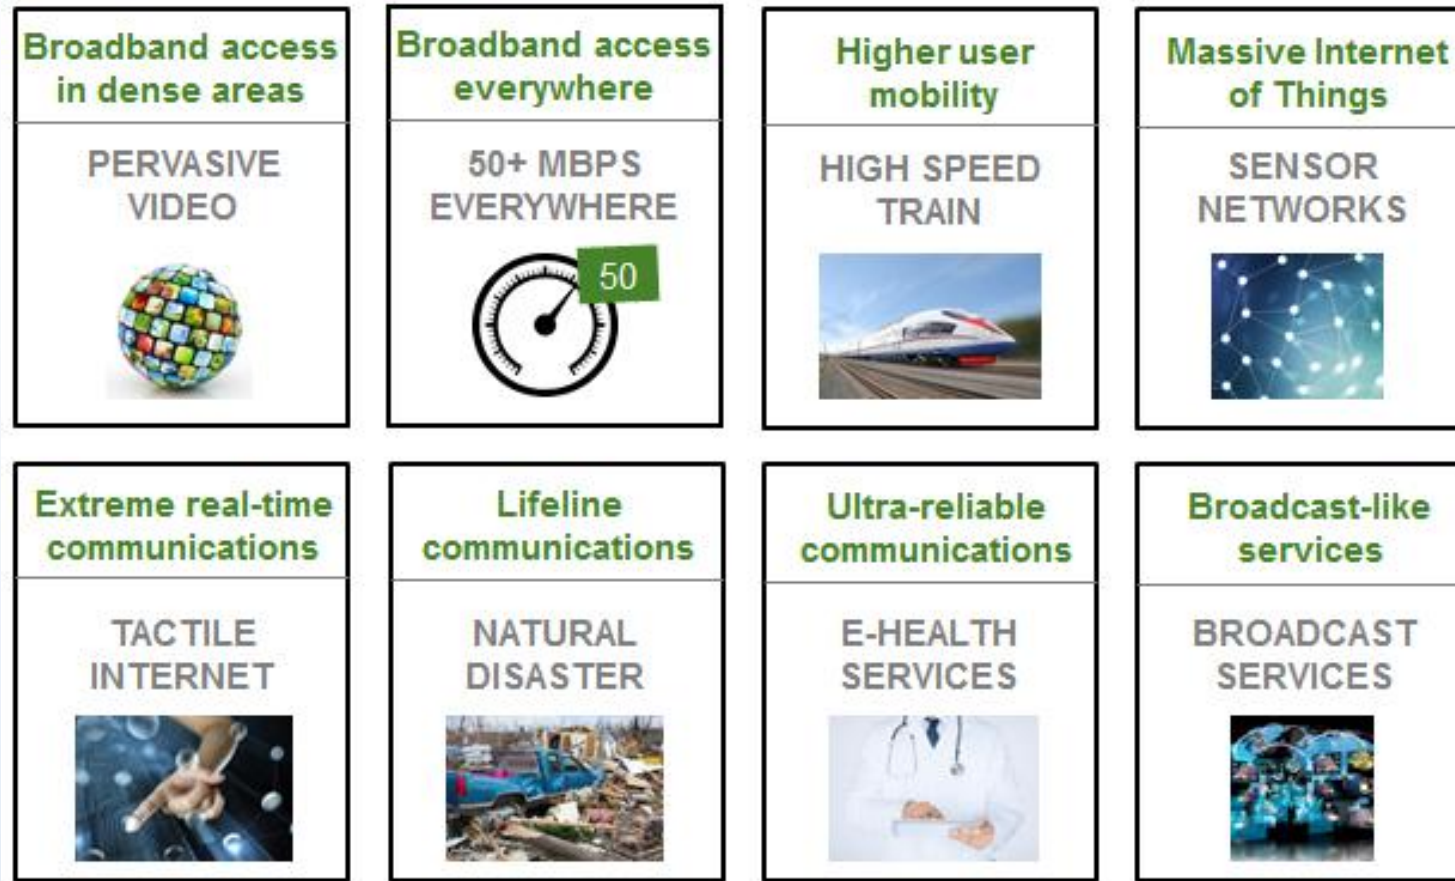 Broadband access
in dense areas
PERVASIVE
VIDEO
Broadband access
everywhere
50+ MBPS
EVERYWHERE
50
Higher user
mobility
HIGH SPEED
TRAIN
Massive Internet
of Things
SENSOR
NETWORKS
Extreme real-time
communications
TACTILE
INTERNET
Lifeline
communications
NATURAL
DISASTER
Ultra-reliable
communications
E-HEALTH
SERVICES
Broadcast-like
services
BROADCAST
SERVICES